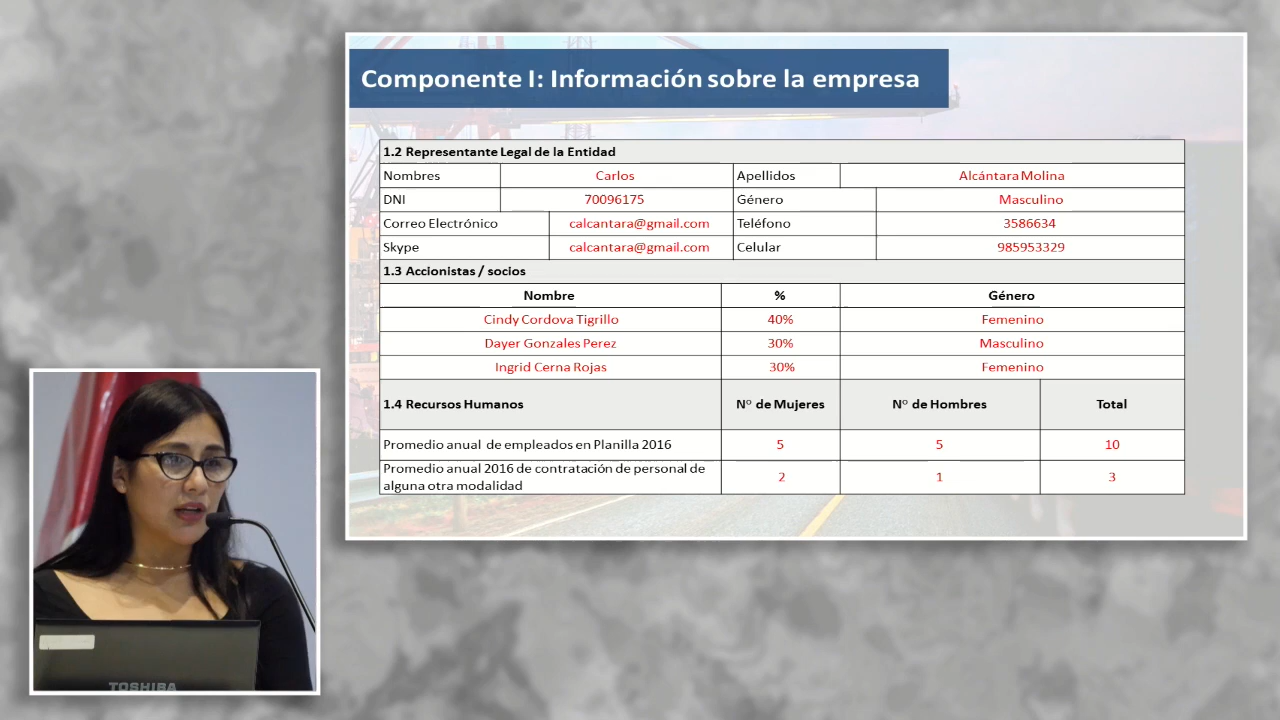 Componente I: Información sobre la empresa
1.2 Representante Legal de la Entidad
Nombres Carlos Apellidos Alcántara Molina
DNI 70096175 Género Masculino
Correo Electrónico calcantara@gmail.com Teléfono 3586634
Skype calcantara@gmail.com Celular 985953329
1.3 Accionistas / socios
Nombre % Género
Cindy Cordova Tigrillo 40% Femenino
Dayer Gonzales Perez 30% Masculino
Ingrid Cerna Rojas 30% Femenino
1.4 Recursos Humanos N° de Mujeres N° de Hombres Total
Promedio anual de empleados en Planilla 2016 5 5 10
Promedio anual 2016 de contratación de personal de
alguna otra modalidad 2 1 3
TOSHIBA